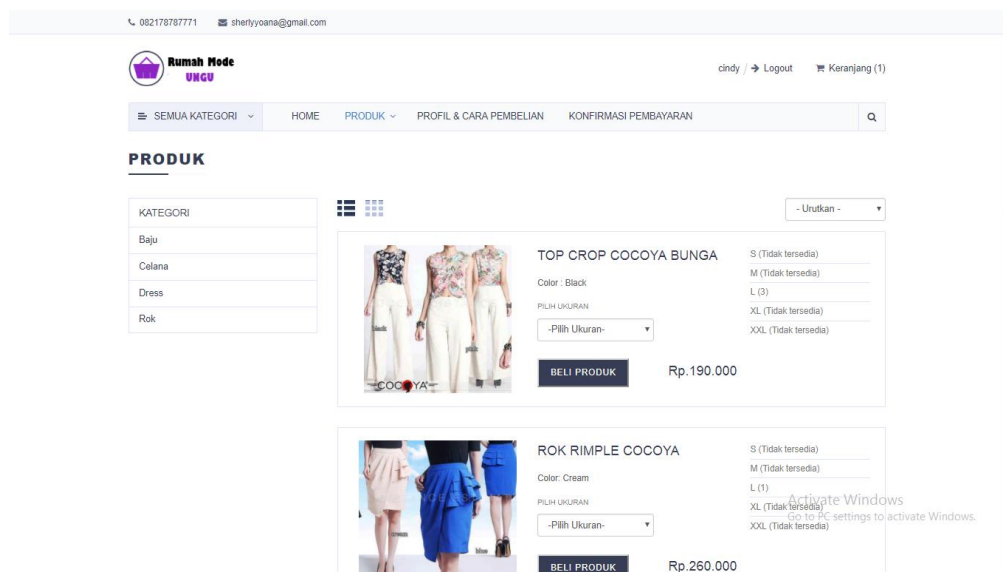 082178787771 sherlyyoana@gmail.com
Rumah Mode
UNGU
cindy / Logout Keranjang (1)
SEMUA KATEGORI HOME PRODUK PROFIL & CARA PEMBELIAN KONFIRMASI PEMBAYARAN
PRODUK
KATEGORI
Baju
Celana
Dress
Rok
- Urutkan -
black
pink
COCOYA
TOP CROP COCOYA BUNGA
Color : Black
PILIH UKURAN
-Pilih Ukuran-
BELI PRODUK Rp.190.000
S (Tidak tersedia)
M (Tidak tersedia)
L (3)
XL (Tidak tersedia)
XXL (Tidak tersedia)
cream
blue
ROK RIMPLE COCOYA
Color: Cream
PILIH UKURAN
-Pilih Ukuran-
BELI PRODUK Rp.260.000
S (Tidak tersedia)
M (Tidak tersedia)
L (1)
XL (Tidak tersedia)
XXL (Tidak tersedia)
Activate Windows
Go to PC settings to activate Windows.